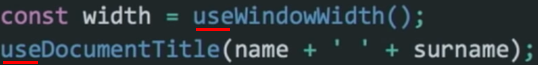 const width = useWindowWidth();
useDocumentTitle(name + ' ' + surname);